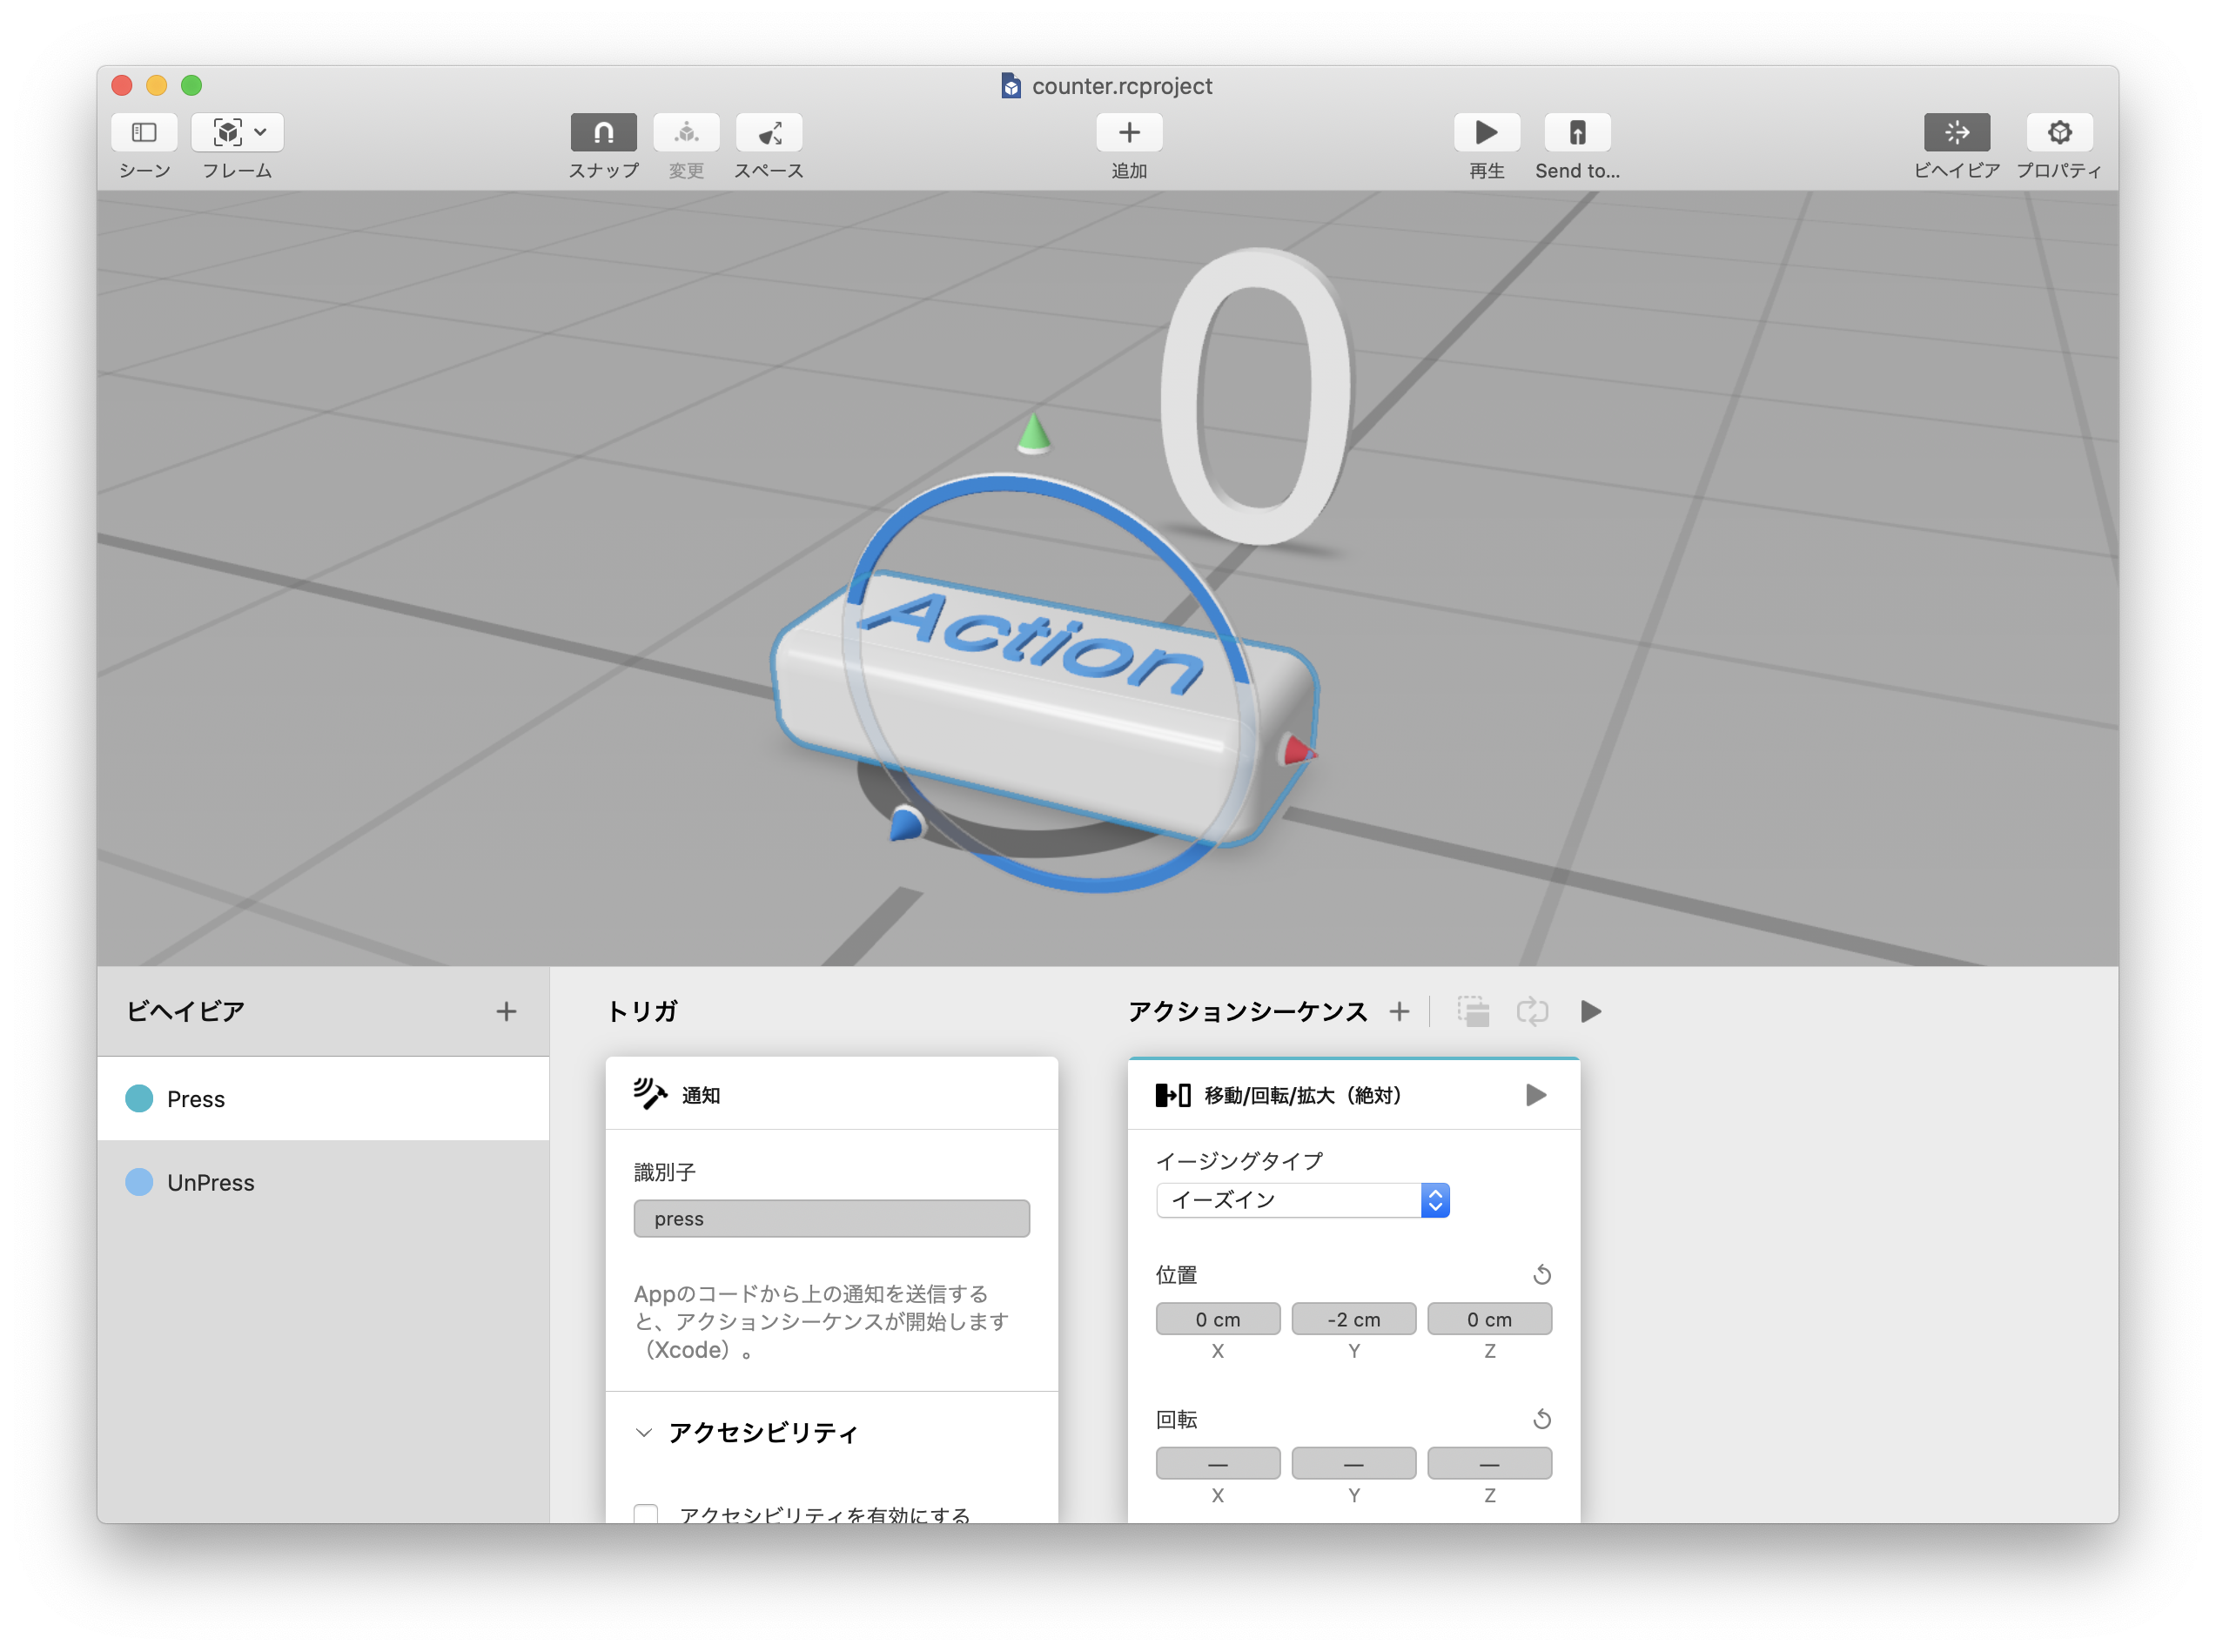 counter.rcproject
シーン
フレーム
スナップ
変更
スペース
追加
再生
Send to...
ビヘイビア
プロパティ
0
Action
ビヘイビア
Press
UnPress
トリガ
通知
識別子
press
Appのコードから上の通知を送信する
と、アクションシーケンスが開始します
（Xcode）。
アクセシビリティ
アクセシビリティを有効にする
アクションシーケンス
移動/回転/拡大（絶対）
イージングタイプ
イーズイン
位置
0 cm -2 cm 0 cm
X Y Z
回転
— — —
X Y Z